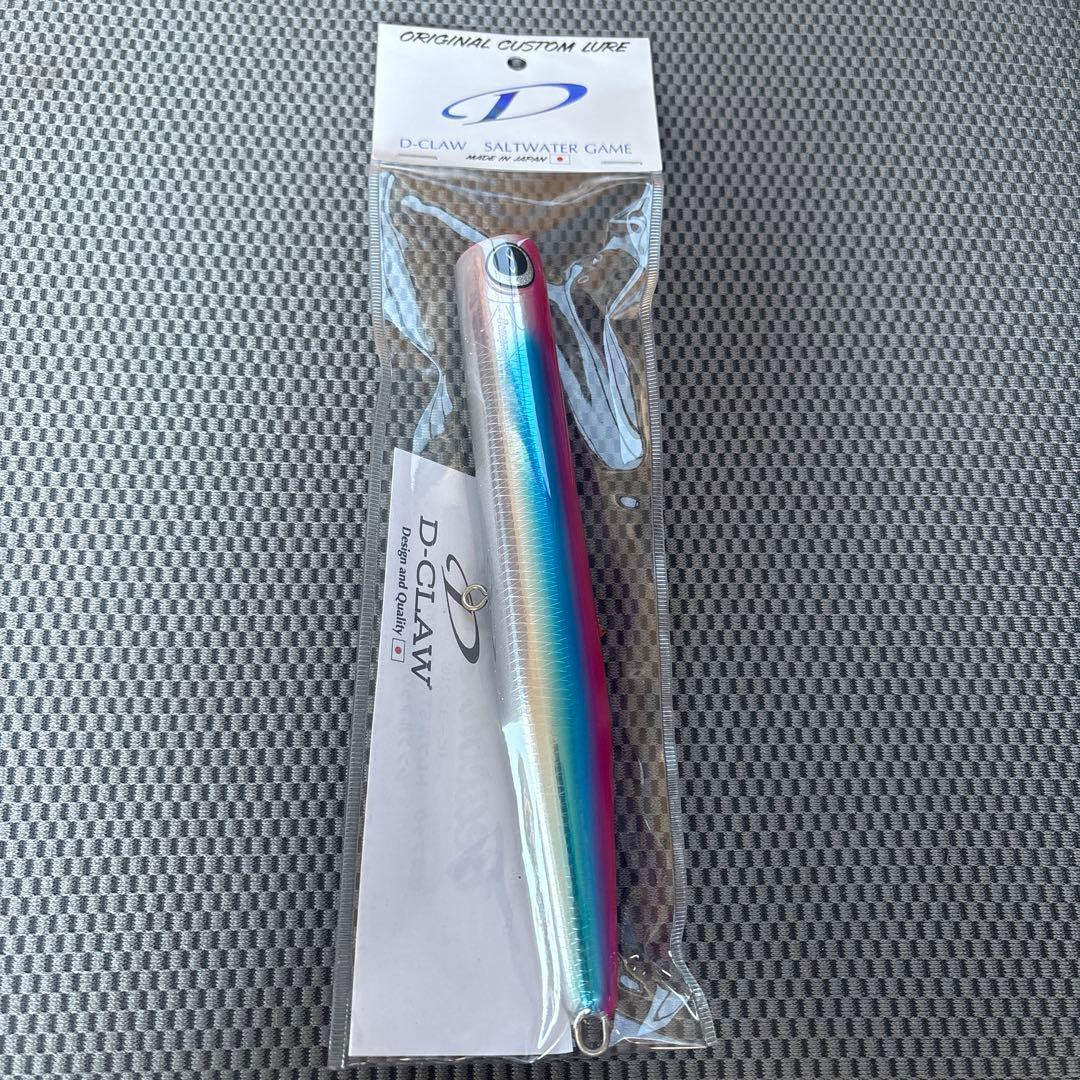 ORIGINAL CUSTOM LURE
D
D-CLAW SALTWATER GAME
MADE IN JAPAN
D
D-CLAW
Design and Quality